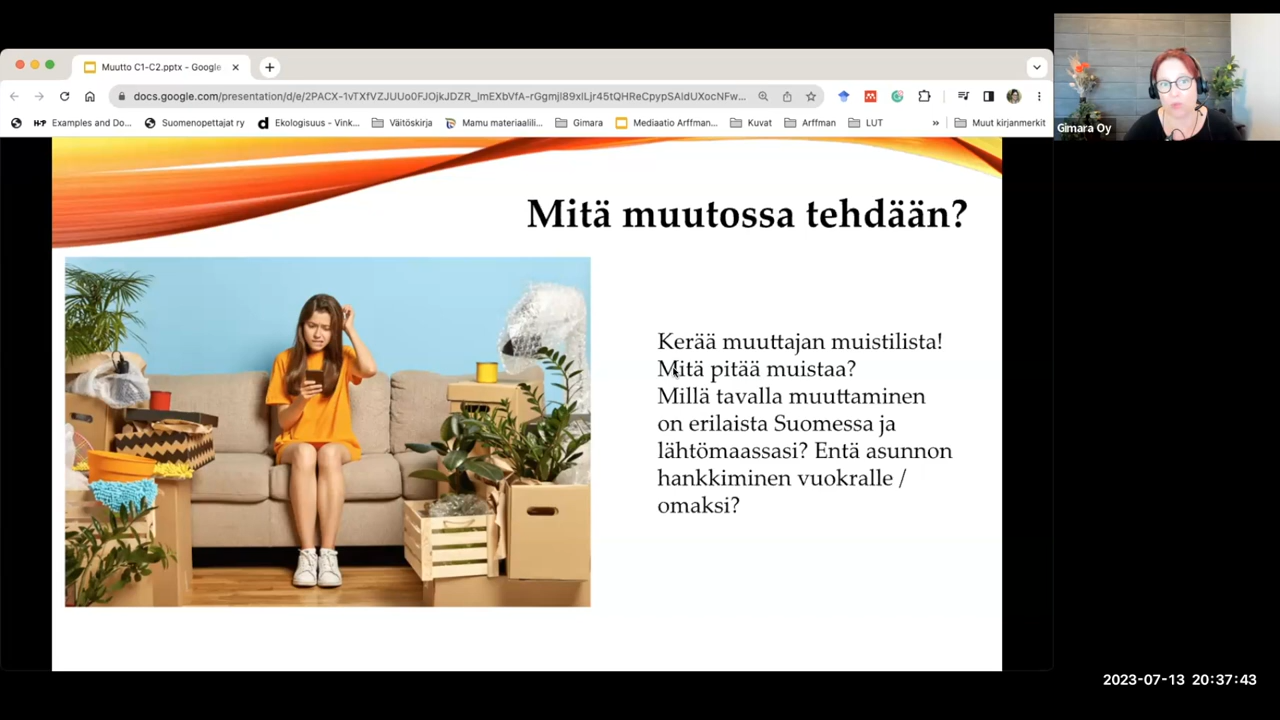 Muutto C1-C2.pptx - Google
docs.google.com/presentation/d/e/2PACX-
Examples and Do...
Suomenopettajat ry
Ekologisuus - Vink...
Väitöskirja
Mamu materiaalili...
Gimara
Mediaatio Arffman...
Kuvat
Arffman
LUT
»
Muut kirjanmerkit
Gimara Oy
Mitä muutossa tehdään?
Kerää muuttajan muistilista!
Mitä pitää muistaa?
Millä tavalla muuttaminen
on erilaista Suomessa ja
lähtömaassasi? Entä asunnon
hankkiminen vuokralle /
omaksi?
2023-07-13 20:37:43